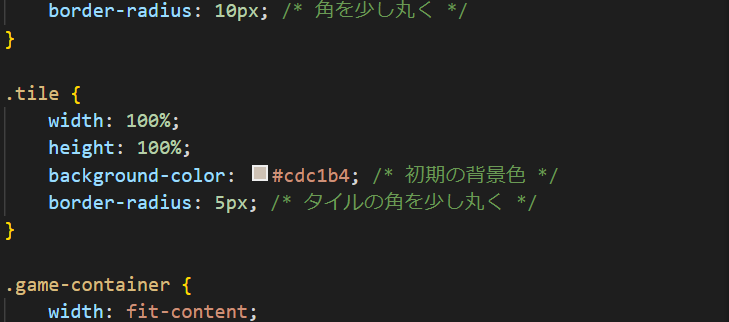 border-radius: 10px; /* 角を少し丸く */
}
.tile {
width: 100%;
height: 100%;
background-color: #cdc1b4; /* 初期の背景色 */
border-radius: 5px; /* タイルの角を少し丸く */
}
.game-container {
width: fit-content;